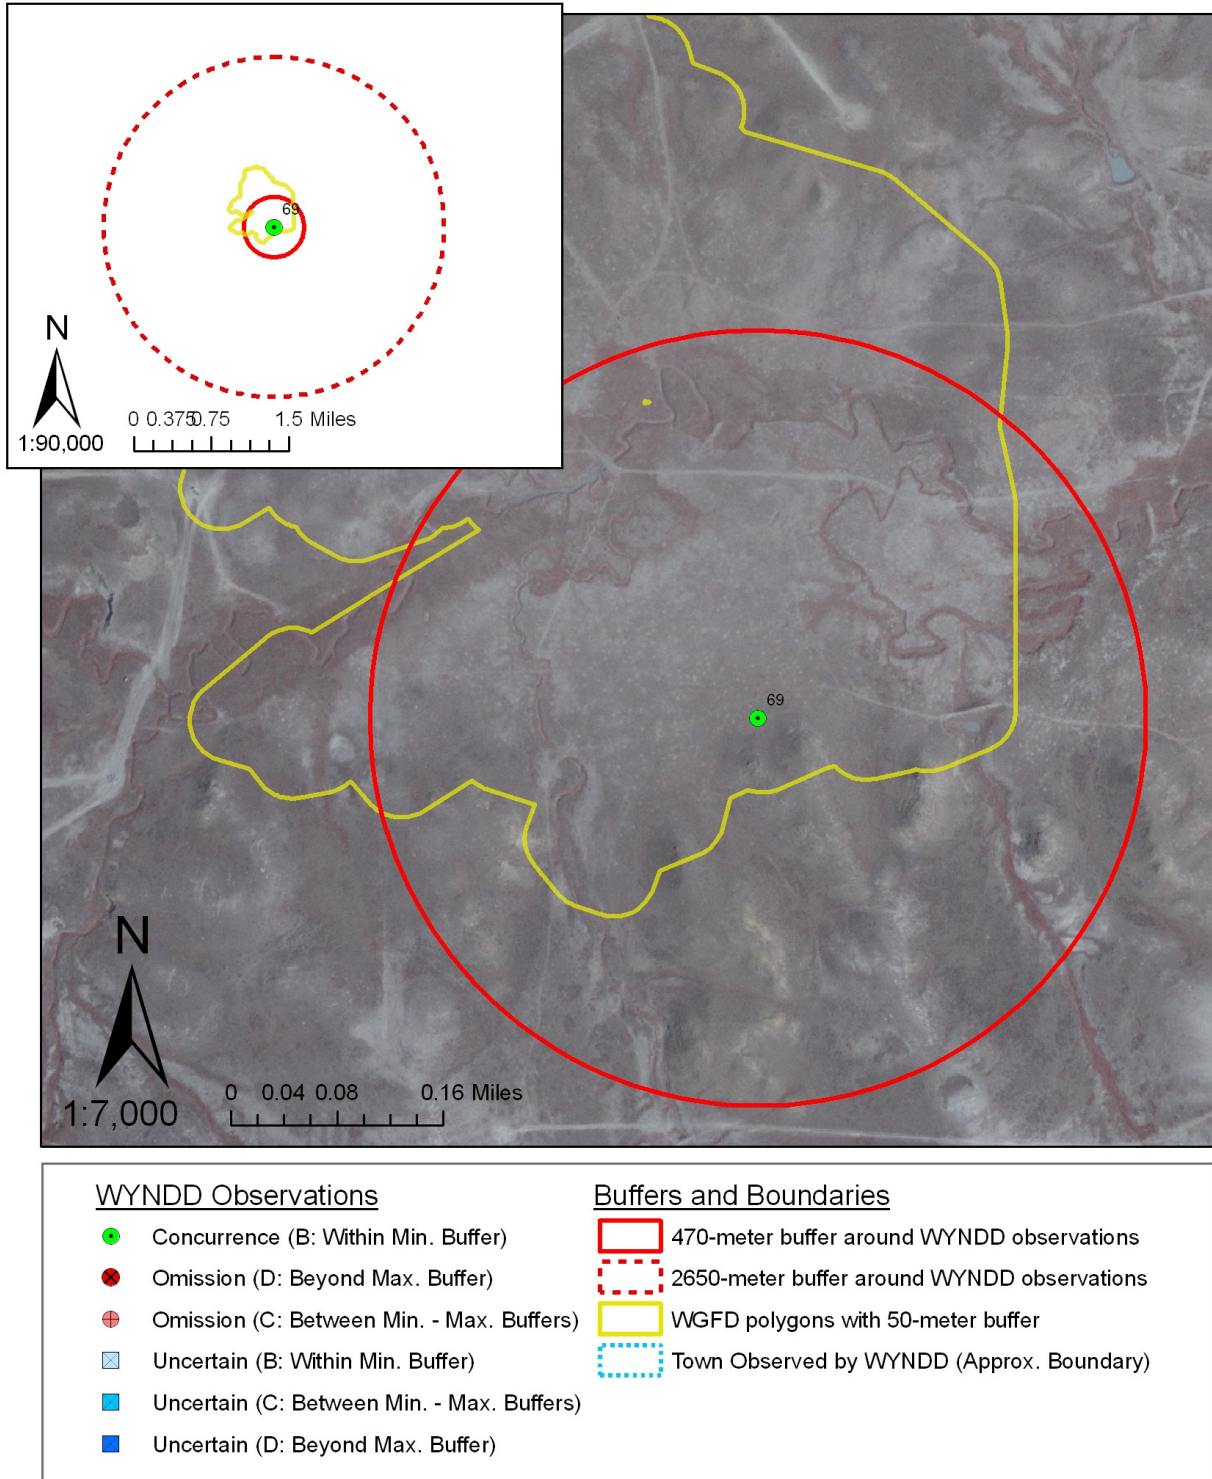 69
N
1:90,000
0 0.375 0.75 1.5 Miles
69
N
1:7,000
0 0.04 0.08 0.16 Miles
WYNDD Observations
Concurrence (B: Within Min. Buffer)
Omission (D: Beyond Max. Buffer)
Omission (C: Between Min. - Max. Buffers)
Uncertain (B: Within Min. Buffer)
Uncertain (C: Between Min. - Max. Buffers)
Uncertain (D: Beyond Max. Buffer)
Buffers and Boundaries
470-meter buffer around WYNDD observations
2650-meter buffer around WYNDD observations
WGFD polygons with 50-meter buffer
Town Observed by WYNDD (Approx. Boundary)